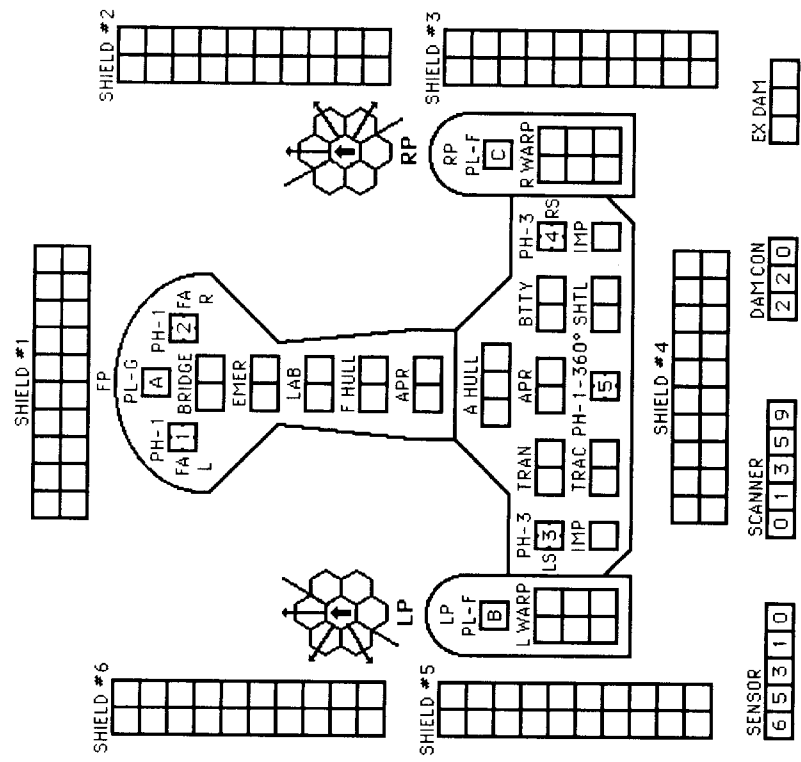 SHIELD #1
SHIELD #2
SHIELD #6
FP
PL-G
A
PH-1 PH-1
1 2
FA FA
L R
BRIDGE
EMER
LAB
F HULL
APR
LP
RP
SHIELD #3
SHIELD #5
LP
PL-F
B
L WARP
RP
PL-F
C
R WARP
A HULL
PH-3 TRAN APR BTTY PH-3
LS 3 4 RS
IMP TRAC PH-1-360° SHTL IMP
5
SHIELD #4
SENSOR
6 5 3 1 0
SCANNER
0 1 3 5 9
DAM CON
2 2 0
EX DAM